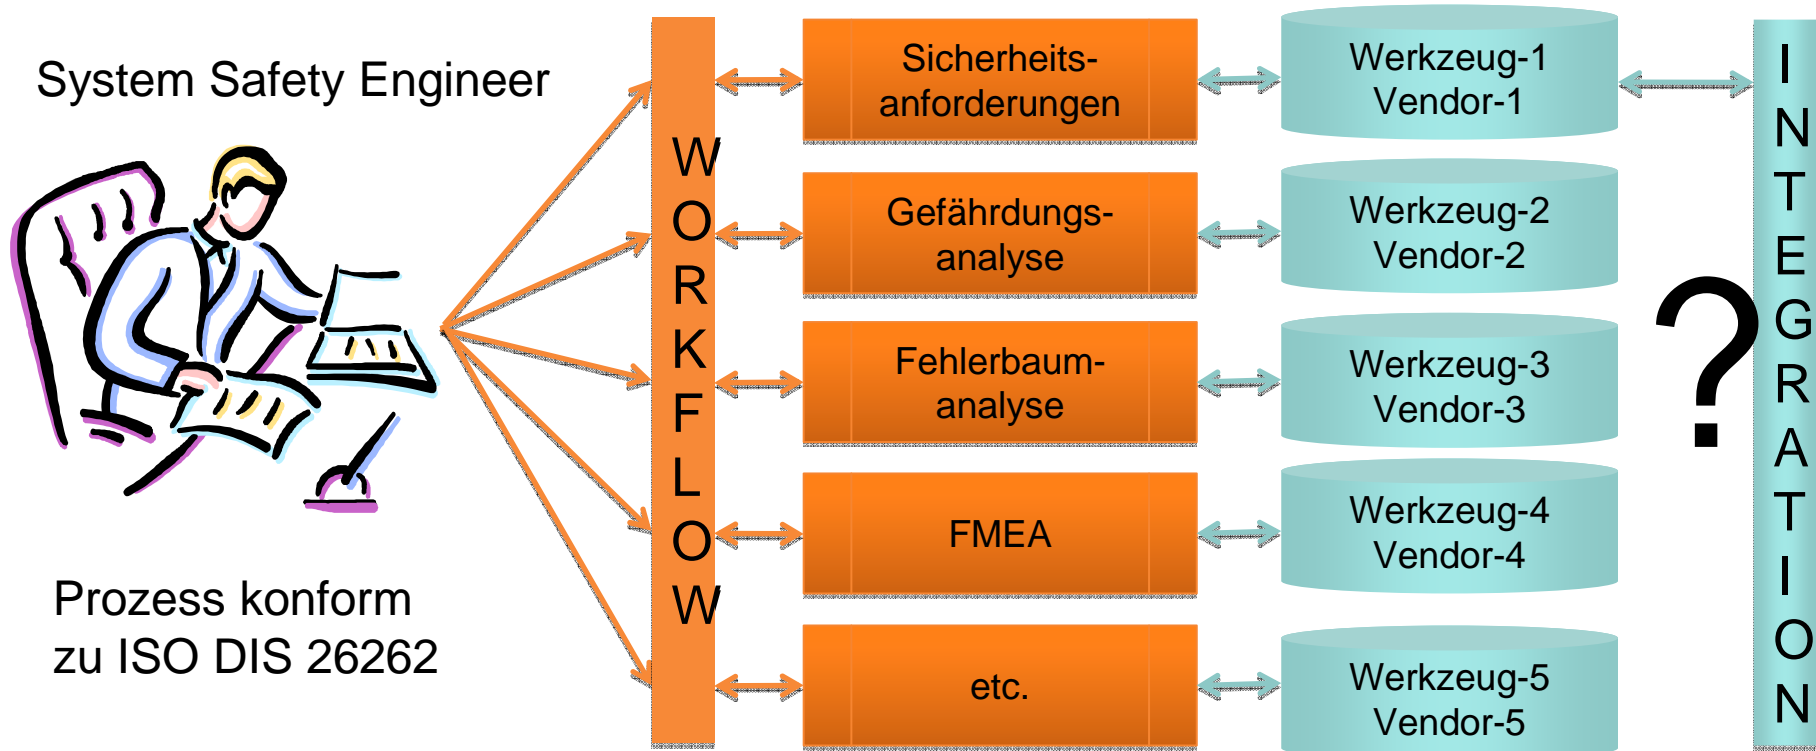 System Safety Engineer
Prozess konform
zu ISO DIS 26262
WORKFLOW
Sicherheits-
anforderungen
Gefährdungs-
analyse
Fehlerbaum-
analyse
FMEA
etc.
Werkzeug-1
Vendor-1
Werkzeug-2
Vendor-2
Werkzeug-3
Vendor-3
Werkzeug-4
Vendor-4
Werkzeug-5
Vendor-5
?
INTEGRATION